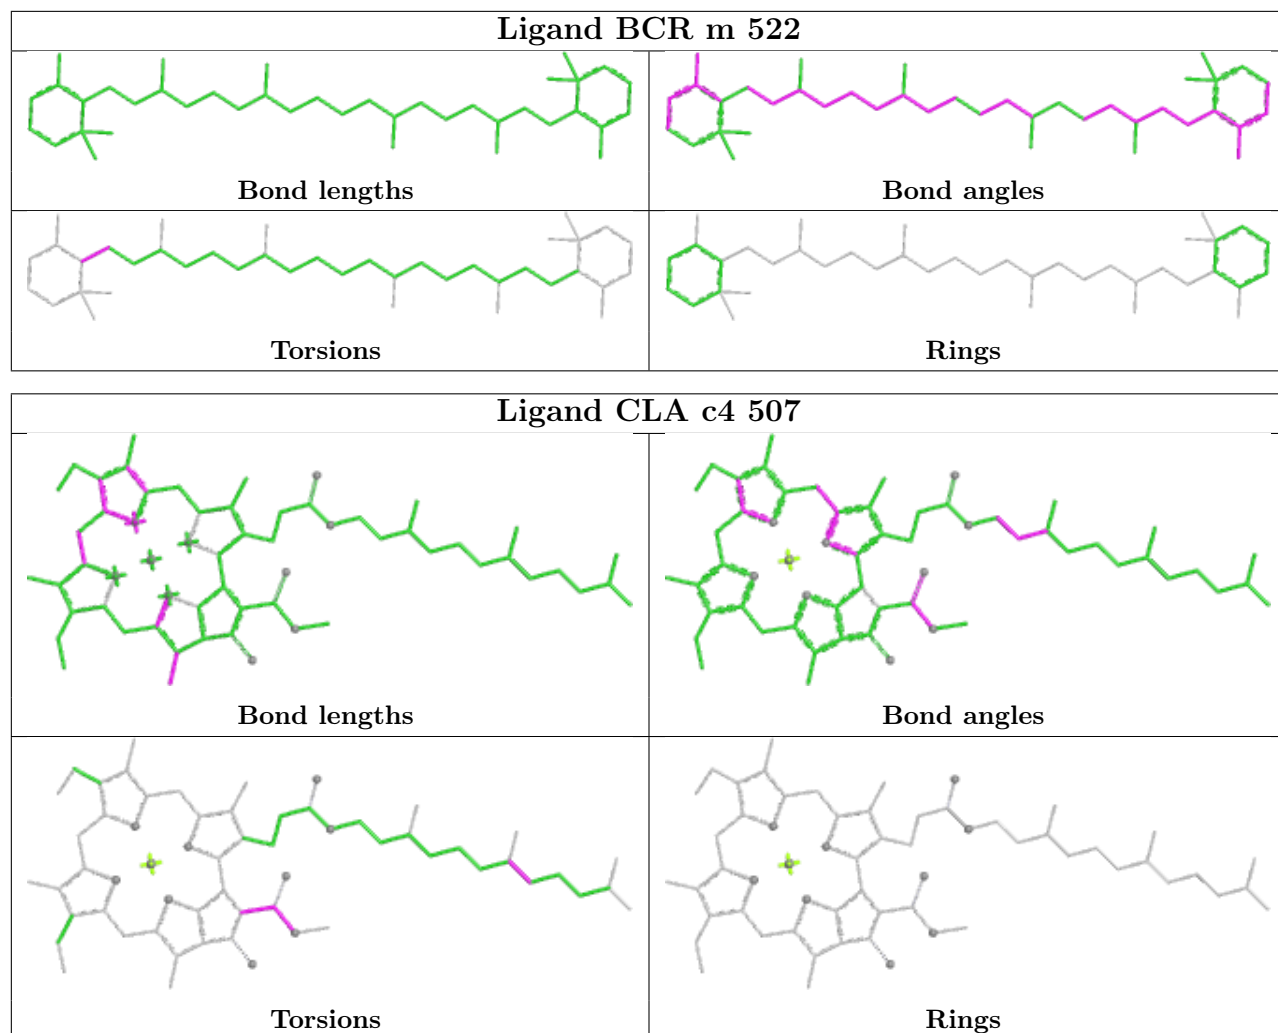 Ligand BCR m 522
Bond lengths
Bond angles
Torsions
Rings
Ligand CLA c4 507
Bond lengths
Bond angles
Torsions
Rings